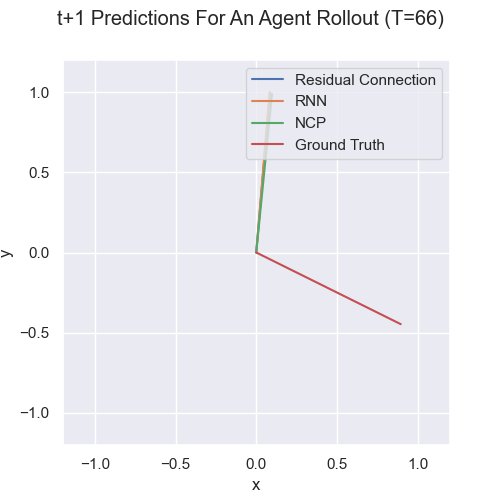 t+1 Predictions For An Agent Rollout (T=66)
Residual Connection
RNN
NCP
Ground Truth
1.0
0.5
0.0
−0.5
−1.0
y
−1.0 −0.5 0.0 0.5 1.0
x